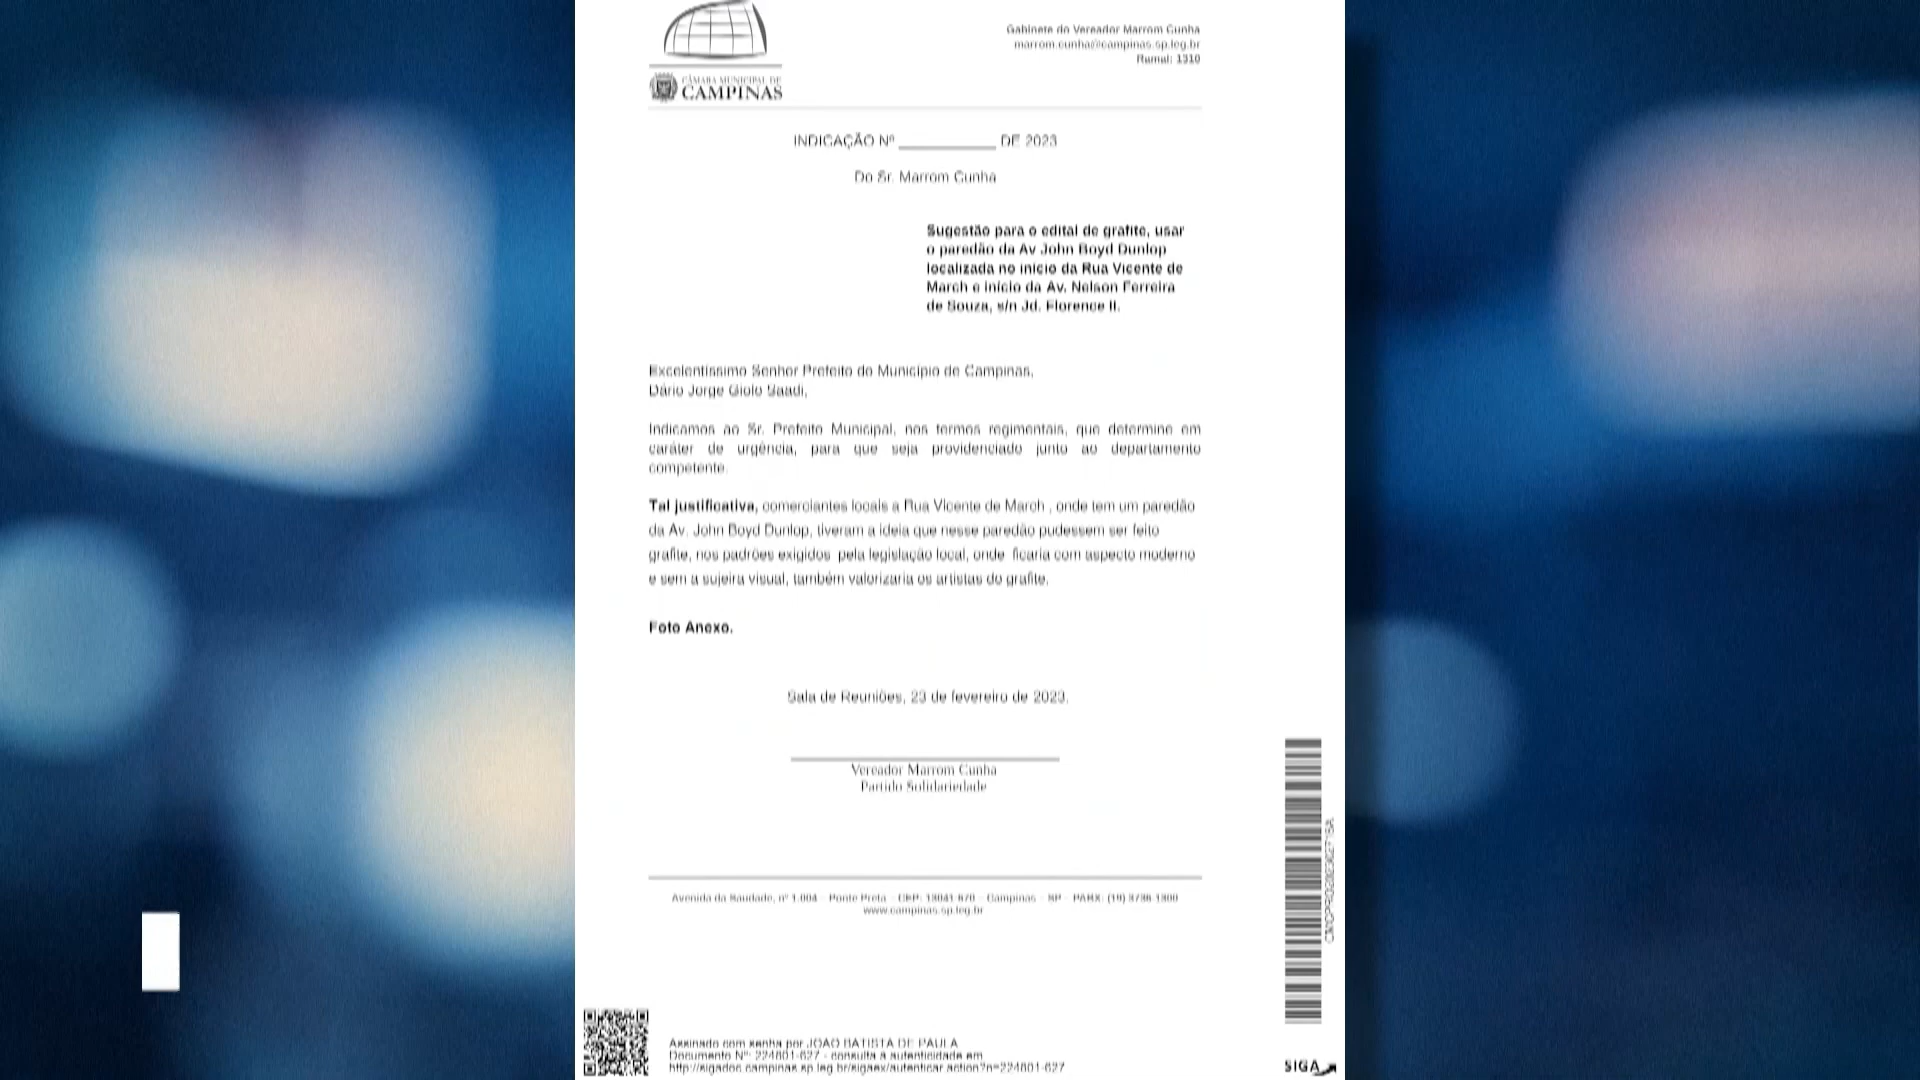 Gabinete do Vereador Marrom Cunha
marrom.cunha@campinas.sp.leg.br
Ramal: 1310
CÂMARA MUNICIPAL DE
CAMPINAS
INDICAÇÃO Nº ____________ DE 2023
Do Sr. Marrom Cunha
Sugestão para o edital de grafite, usar
o paredão da Av John Boyd Dunlop
localizada no início da Rua Vicente de
March e início da Av. Nelson Ferreira
de Souza, s/n Jd. Florence II.
Excelentíssimo Senhor Prefeito do Município de Campinas,
Dário Jorge Giolo Saadi,
Indicamos ao Sr. Prefeito Municipal, nos termos regimentais, que determine em
caráter de urgência, para que seja providenciado junto ao departamento
competente.
Tal justificativa, comerciantes locais a Rua Vicente de March , onde tem um paredão
da Av. John Boyd Dunlop, tiveram a ideia que nesse paredão pudessem ser feito
grafite, nos padrões exigidos pela legislação local, onde ficaria com aspecto moderno
e sem a sujeira visual, também valorizaria os artistas do grafite.
Foto Anexo.
Sala de Reuniões, 23 de fevereiro de 2023.
Vereador Marrom Cunha
Partido Solidariedade
Avenida da Saudade, nº 1.004 - Ponte Preta - CEP: 13041-670 - Campinas - SP - PABX: (19) 3736-1300
www.campinas.sp.leg.br
Assinado com senha por JOAO BATISTA DE PAULA
Documento Nº: 224801-627 - consulta à autenticidade em
http://sigadoc.campinas.sp.leg.br/sigaex/autenticar.action?n=224801-627
SIGA